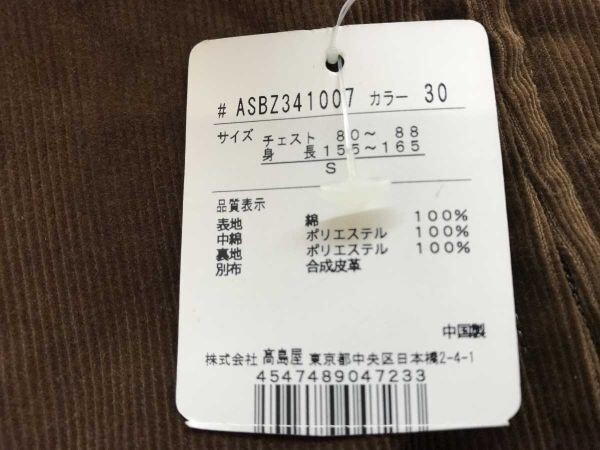 # ASBZ341007 カラー 30
サイズ チェスト 80〜 88
身 長 155〜165
S
品質表示
表地 綿 100%
中綿 ポリエステル 100%
裏地 ポリエステル 100%
別布 合成皮革
中国製
株式会社 髙島屋 東京都中央区日本橋2-4-1
4547489047233